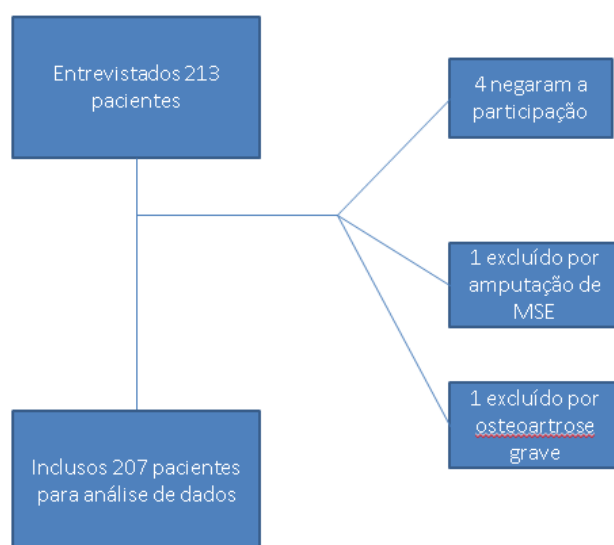 Entrevistados 213
pacientes
4 negaram a
participação
1 excluído por
amputação de
MSE
1 excluído por
osteoartrose
grave
Inclusos 207 pacientes
para análise de dados